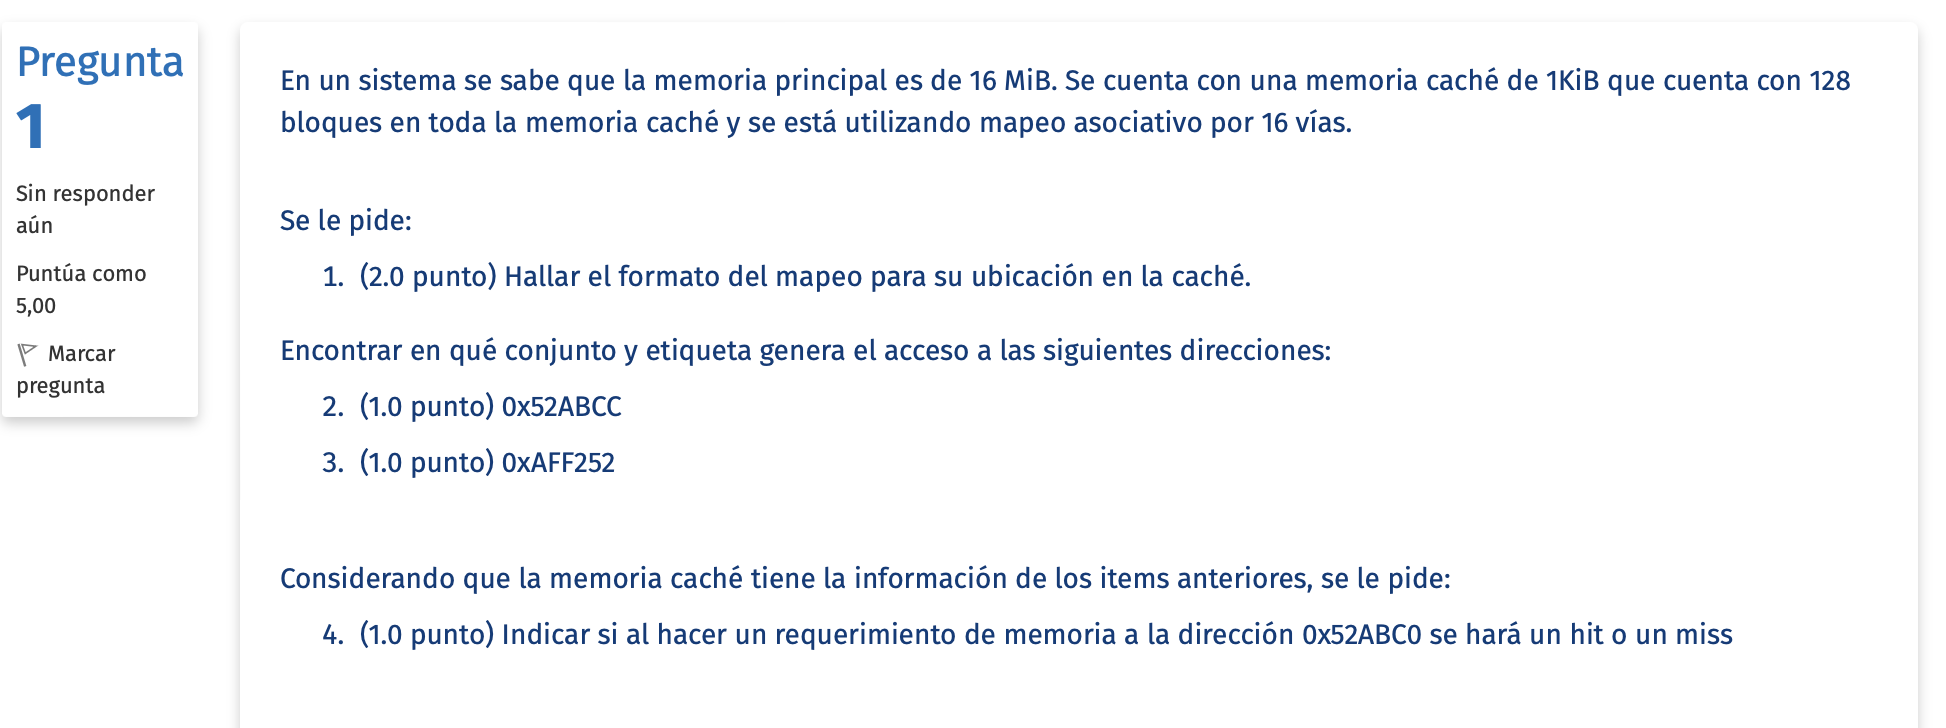 Pregunta
1
Sin responder
aún
Puntúa como
5,00
Marcar
pregunta
En un sistema se sabe que la memoria principal es de 16 MiB. Se cuenta con una memoria caché de 1KiB que cuenta con 128
bloques en toda la memoria caché y se está utilizando mapeo asociativo por 16 vías.
Se le pide:
1. (2.0 punto) Hallar el formato del mapeo para su ubicación en la caché.
Encontrar en qué conjunto y etiqueta genera el acceso a las siguientes direcciones:
2. (1.0 punto) 0x52ABCC
3. (1.0 punto) 0xAFF252
Considerando que la memoria caché tiene la información de los items anteriores, se le pide:
4. (1.0 punto) Indicar si al hacer un requerimiento de memoria a la dirección 0x52ABC0 se hará un hit o un miss